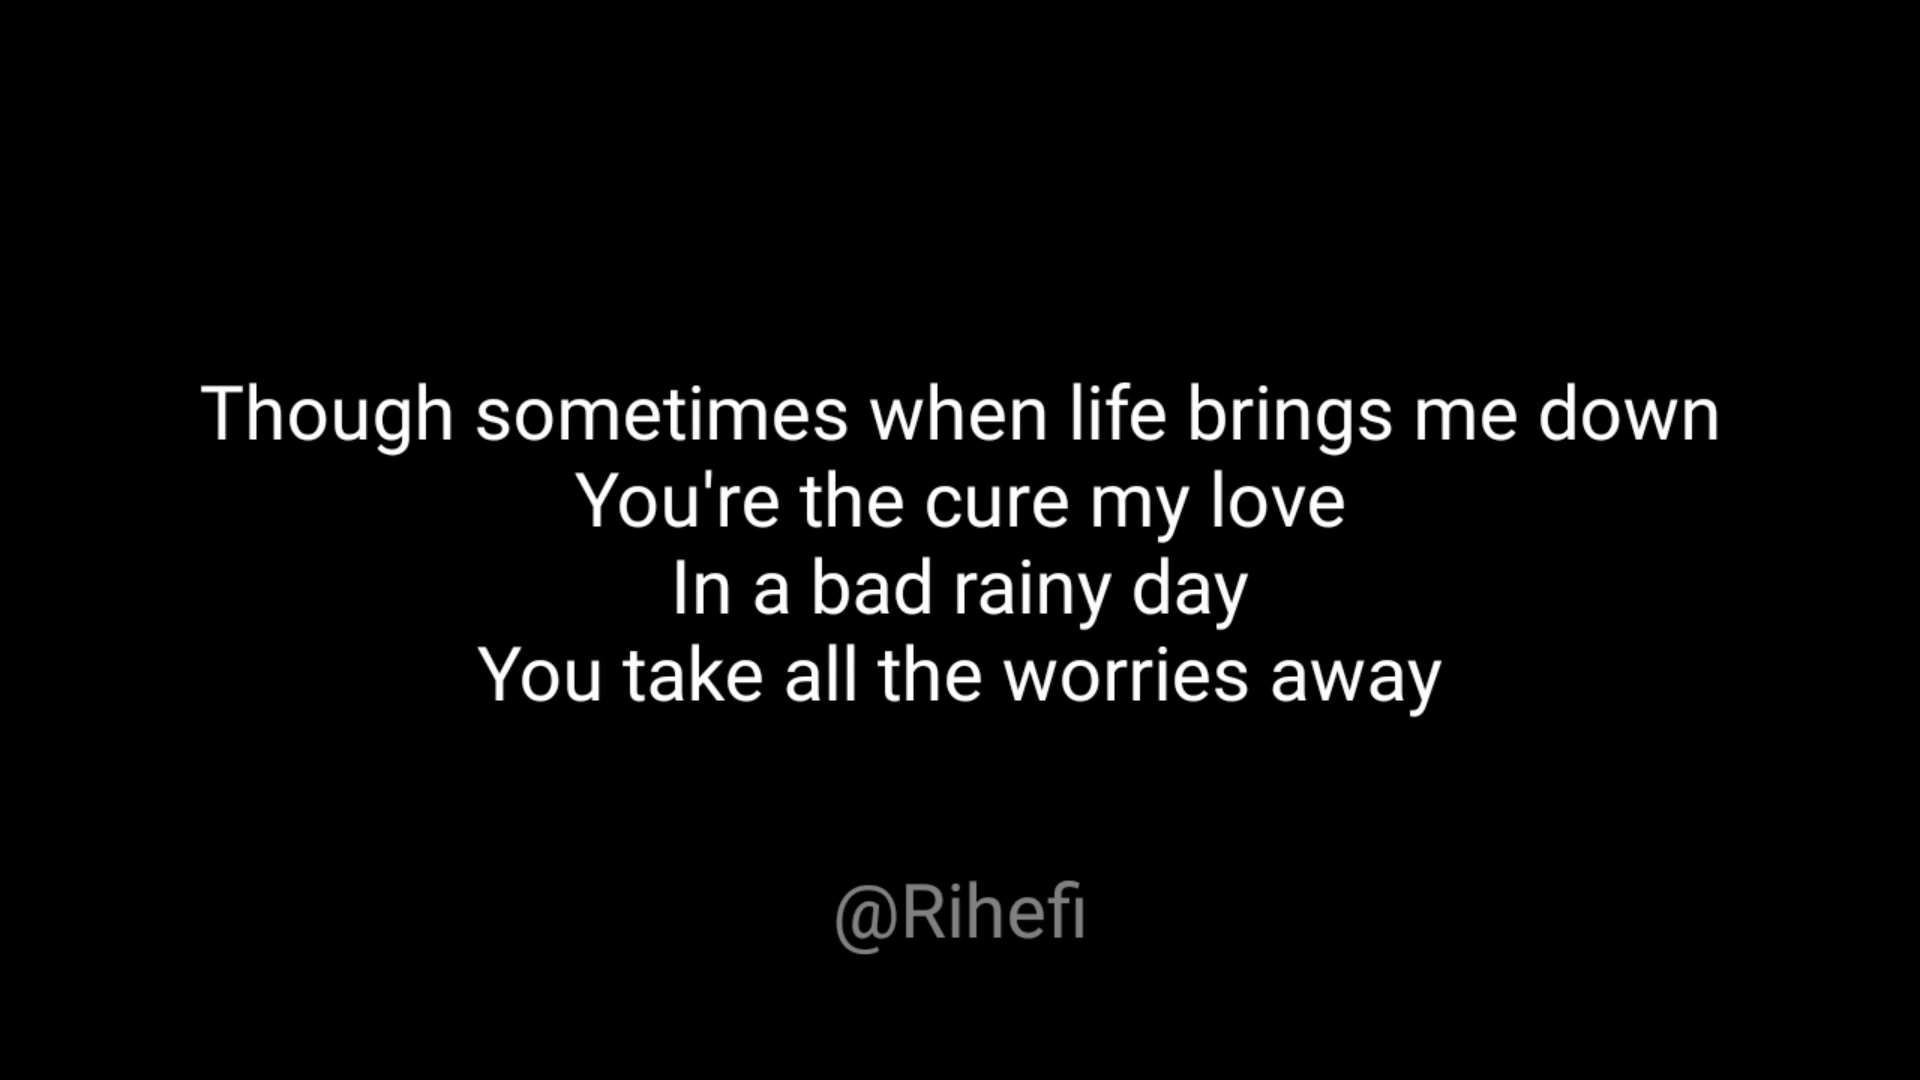 Though sometimes when life brings me down
You're the cure my love
In a bad rainy day
You take all the worries away
@Rihefi